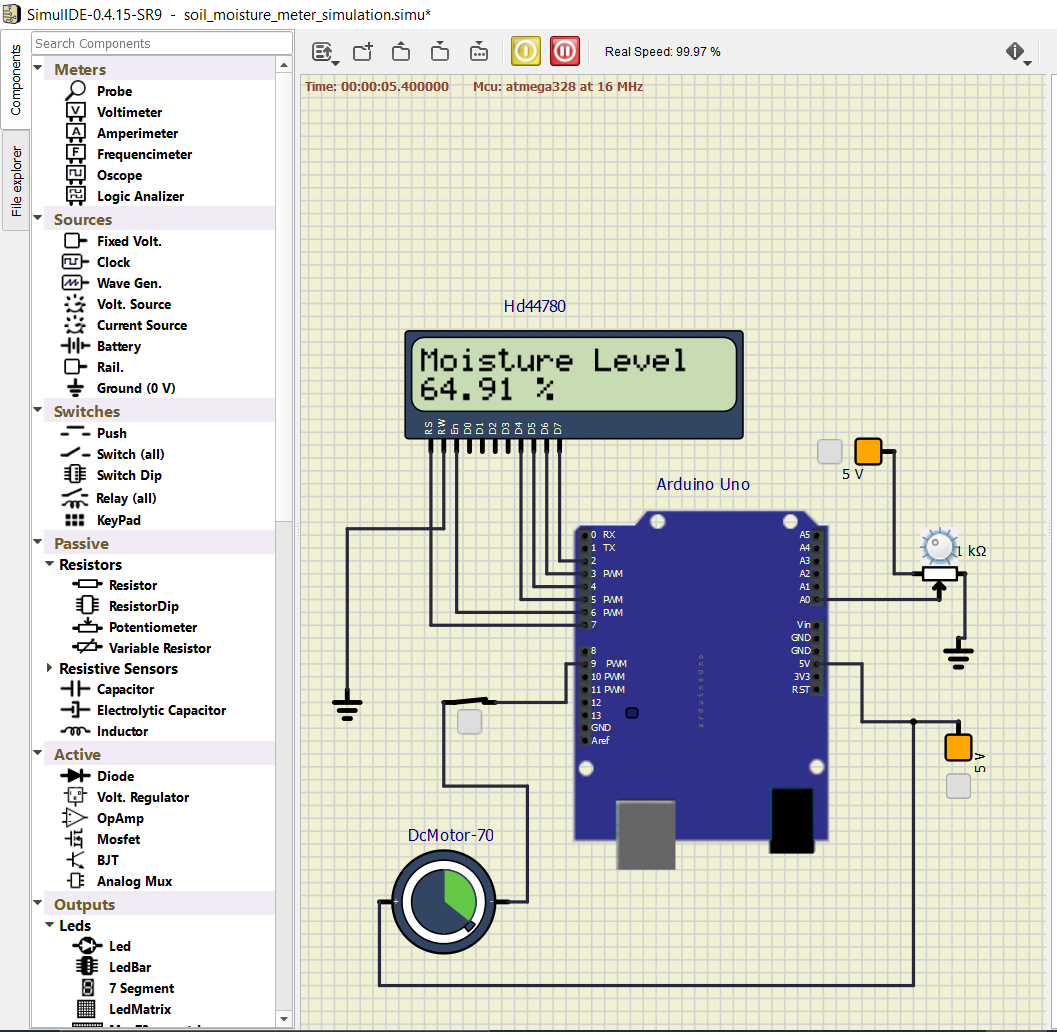 SimulIDE-0.4.15-SR9 - soil_moisture_meter_simulation.simu*
Components
File explorer
Search Components
Meters
Probe
Voltimeter
Amperimeter
Frequencimeter
Oscope
Logic Analizer
Sources
Fixed Volt.
Clock
Wave Gen.
Volt. Source
Current Source
Battery
Rail.
Ground (0 V)
Switches
Push
Switch (all)
Switch Dip
Relay (all)
KeyPad
Passive
Resistors
Resistor
ResistorDip
Potentiometer
Variable Resistor
Resistive Sensors
Capacitor
Electrolytic Capacitor
Inductor
Active
Diode
Volt. Regulator
OpAmp
Mosfet
BJT
Analog Mux
Outputs
Leds
Led
LedBar
7 Segment
LedMatrix
Real Speed: 99.97 %
Time: 00:00:05.400000 Mcu: atmega328 at 16 MHz
Hd44780
Moisture Level
64.91 %
RS RW En D0 D1 D2 D3 D4 D5 D6 D7
5 V
Arduino Uno
0 RX
1 TX
2
3 PWM
4
5 PWM
6 PWM
7
8
9 PWM
10 PWM
11 PWM
12
13
GND
Aref
A5
A4
A3
A2
A1
A0
Vin
GND
GND
5V
3V3
RST
arduinoUno
1 kΩ
5 V
DcMotor-70
+ -